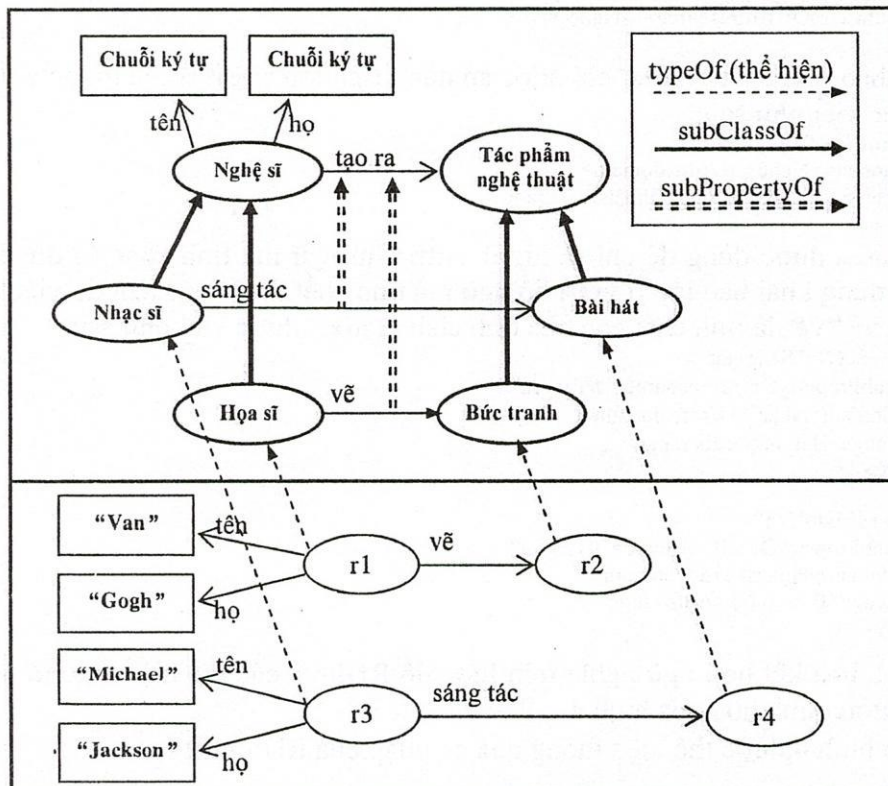 Chuỗi ký tự
Chuỗi ký tự
typeOf (thể hiện)
subClassOf
subPropertyOf
tên
họ
Nghệ sĩ
tạo ra
Tác phẩm
nghệ thuật
sáng tác
Nhạc sĩ
Bài hát
Họa sĩ
vẽ
Bức tranh
“Van”
tên
“Gogh”
họ
r1
vẽ
r2
“Michael”
tên
“Jackson”
họ
r3
sáng tác
r4